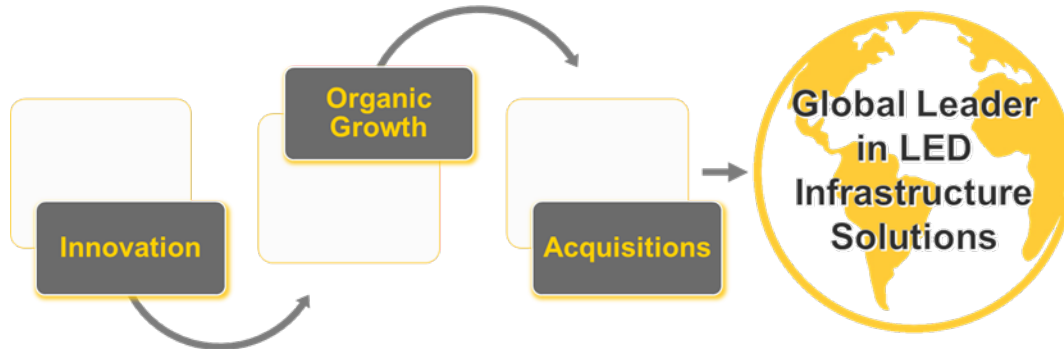 Innovation
Organic
Growth
Acquisitions
Global Leader
in LED
Infrastructure
Solutions